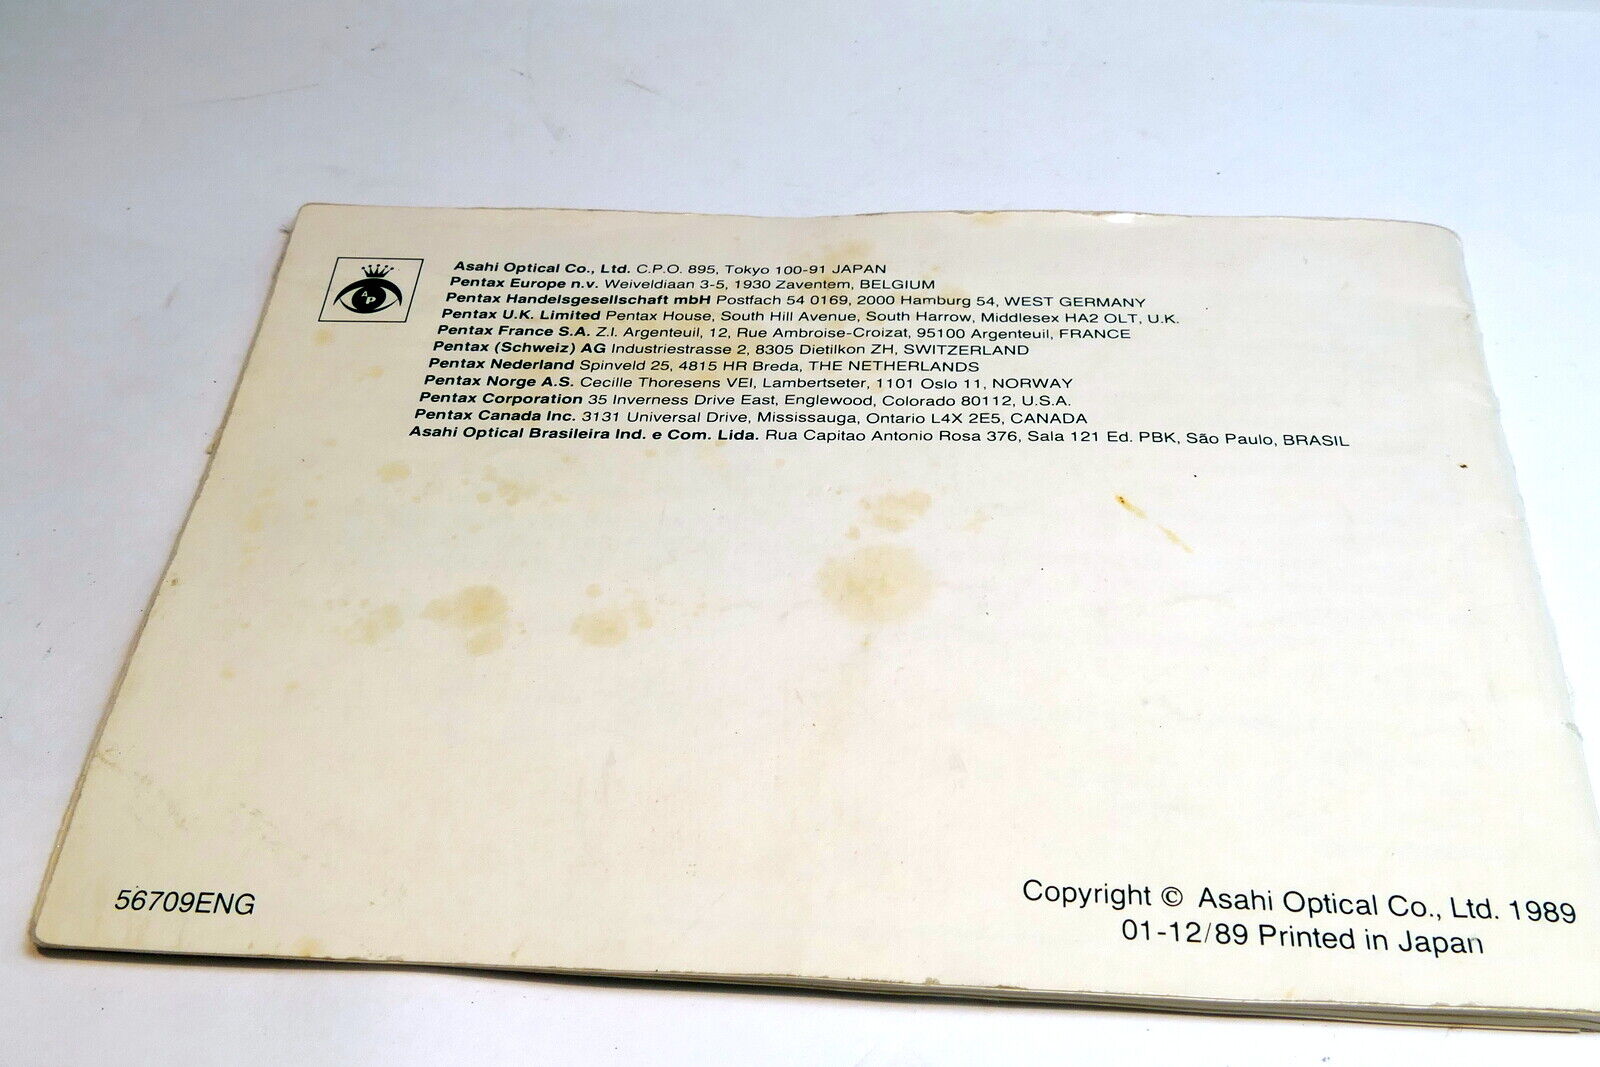 AP
Asahi Optical Co., Ltd. C.P.O. 895, Tokyo 100-91 JAPAN
Pentax Europe n.v. Weiveldlaan 3-5, 1930 Zaventem, BELGIUM
Pentax Handelsgesellschaft mbH Postfach 54 0169, 2000 Hamburg 54, WEST GERMANY
Pentax U.K. Limited Pentax House, South Hill Avenue, South Harrow, Middlesex HA2 OLT, U.K.
Pentax France S.A. Z.I. Argenteuil, 12, Rue Ambroise-Croizat, 95100 Argenteuil, FRANCE
Pentax (Schweiz) AG Industriestrasse 2, 8305 Dietilkon ZH, SWITZERLAND
Pentax Nederland Spinveld 25, 4815 HR Breda, THE NETHERLANDS
Pentax Norge A.S. Cecille Thoresens VEI, Lambertseter, 1101 Oslo 11, NORWAY
Pentax Corporation 35 Inverness Drive East, Englewood, Colorado 80112, U.S.A.
Pentax Canada Inc. 3131 Universal Drive, Mississauga, Ontario L4X 2E5, CANADA
Asahi Optical Brasileira Ind. e Com. Lida. Rua Capitao Antonio Rosa 376, Sala 121 Ed. PBK, São Paulo, BRASIL
56709ENG
Copyright © Asahi Optical Co., Ltd. 1989
01-12/89 Printed in Japan